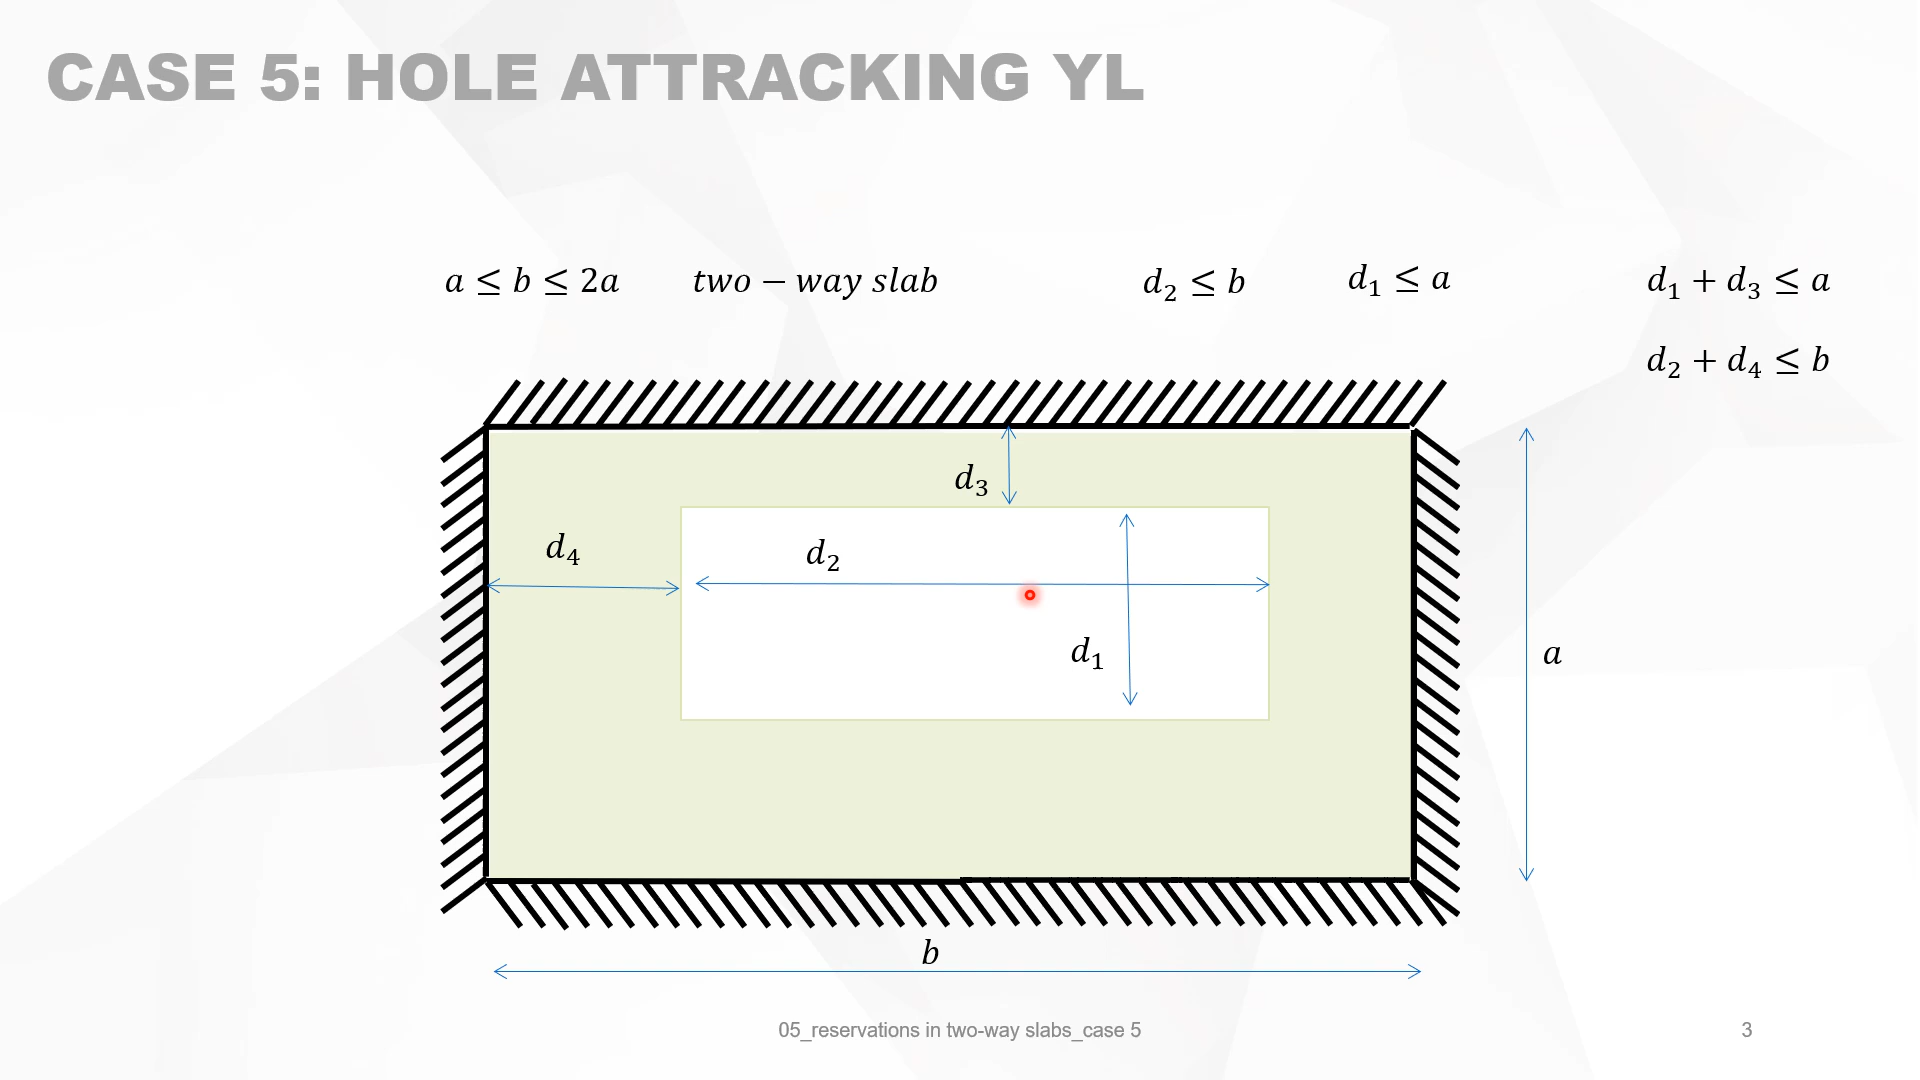 CASE 5: HOLE ATTRACKING YL
a ≤ b ≤ 2a two − way slab d₂ ≤ b d₁ ≤ a d₁ + d₃ ≤ a
d₂ + d₄ ≤ b
d₃
d₄
d₂
d₁
a
b
05_reservations in two-way slabs_case 5
3